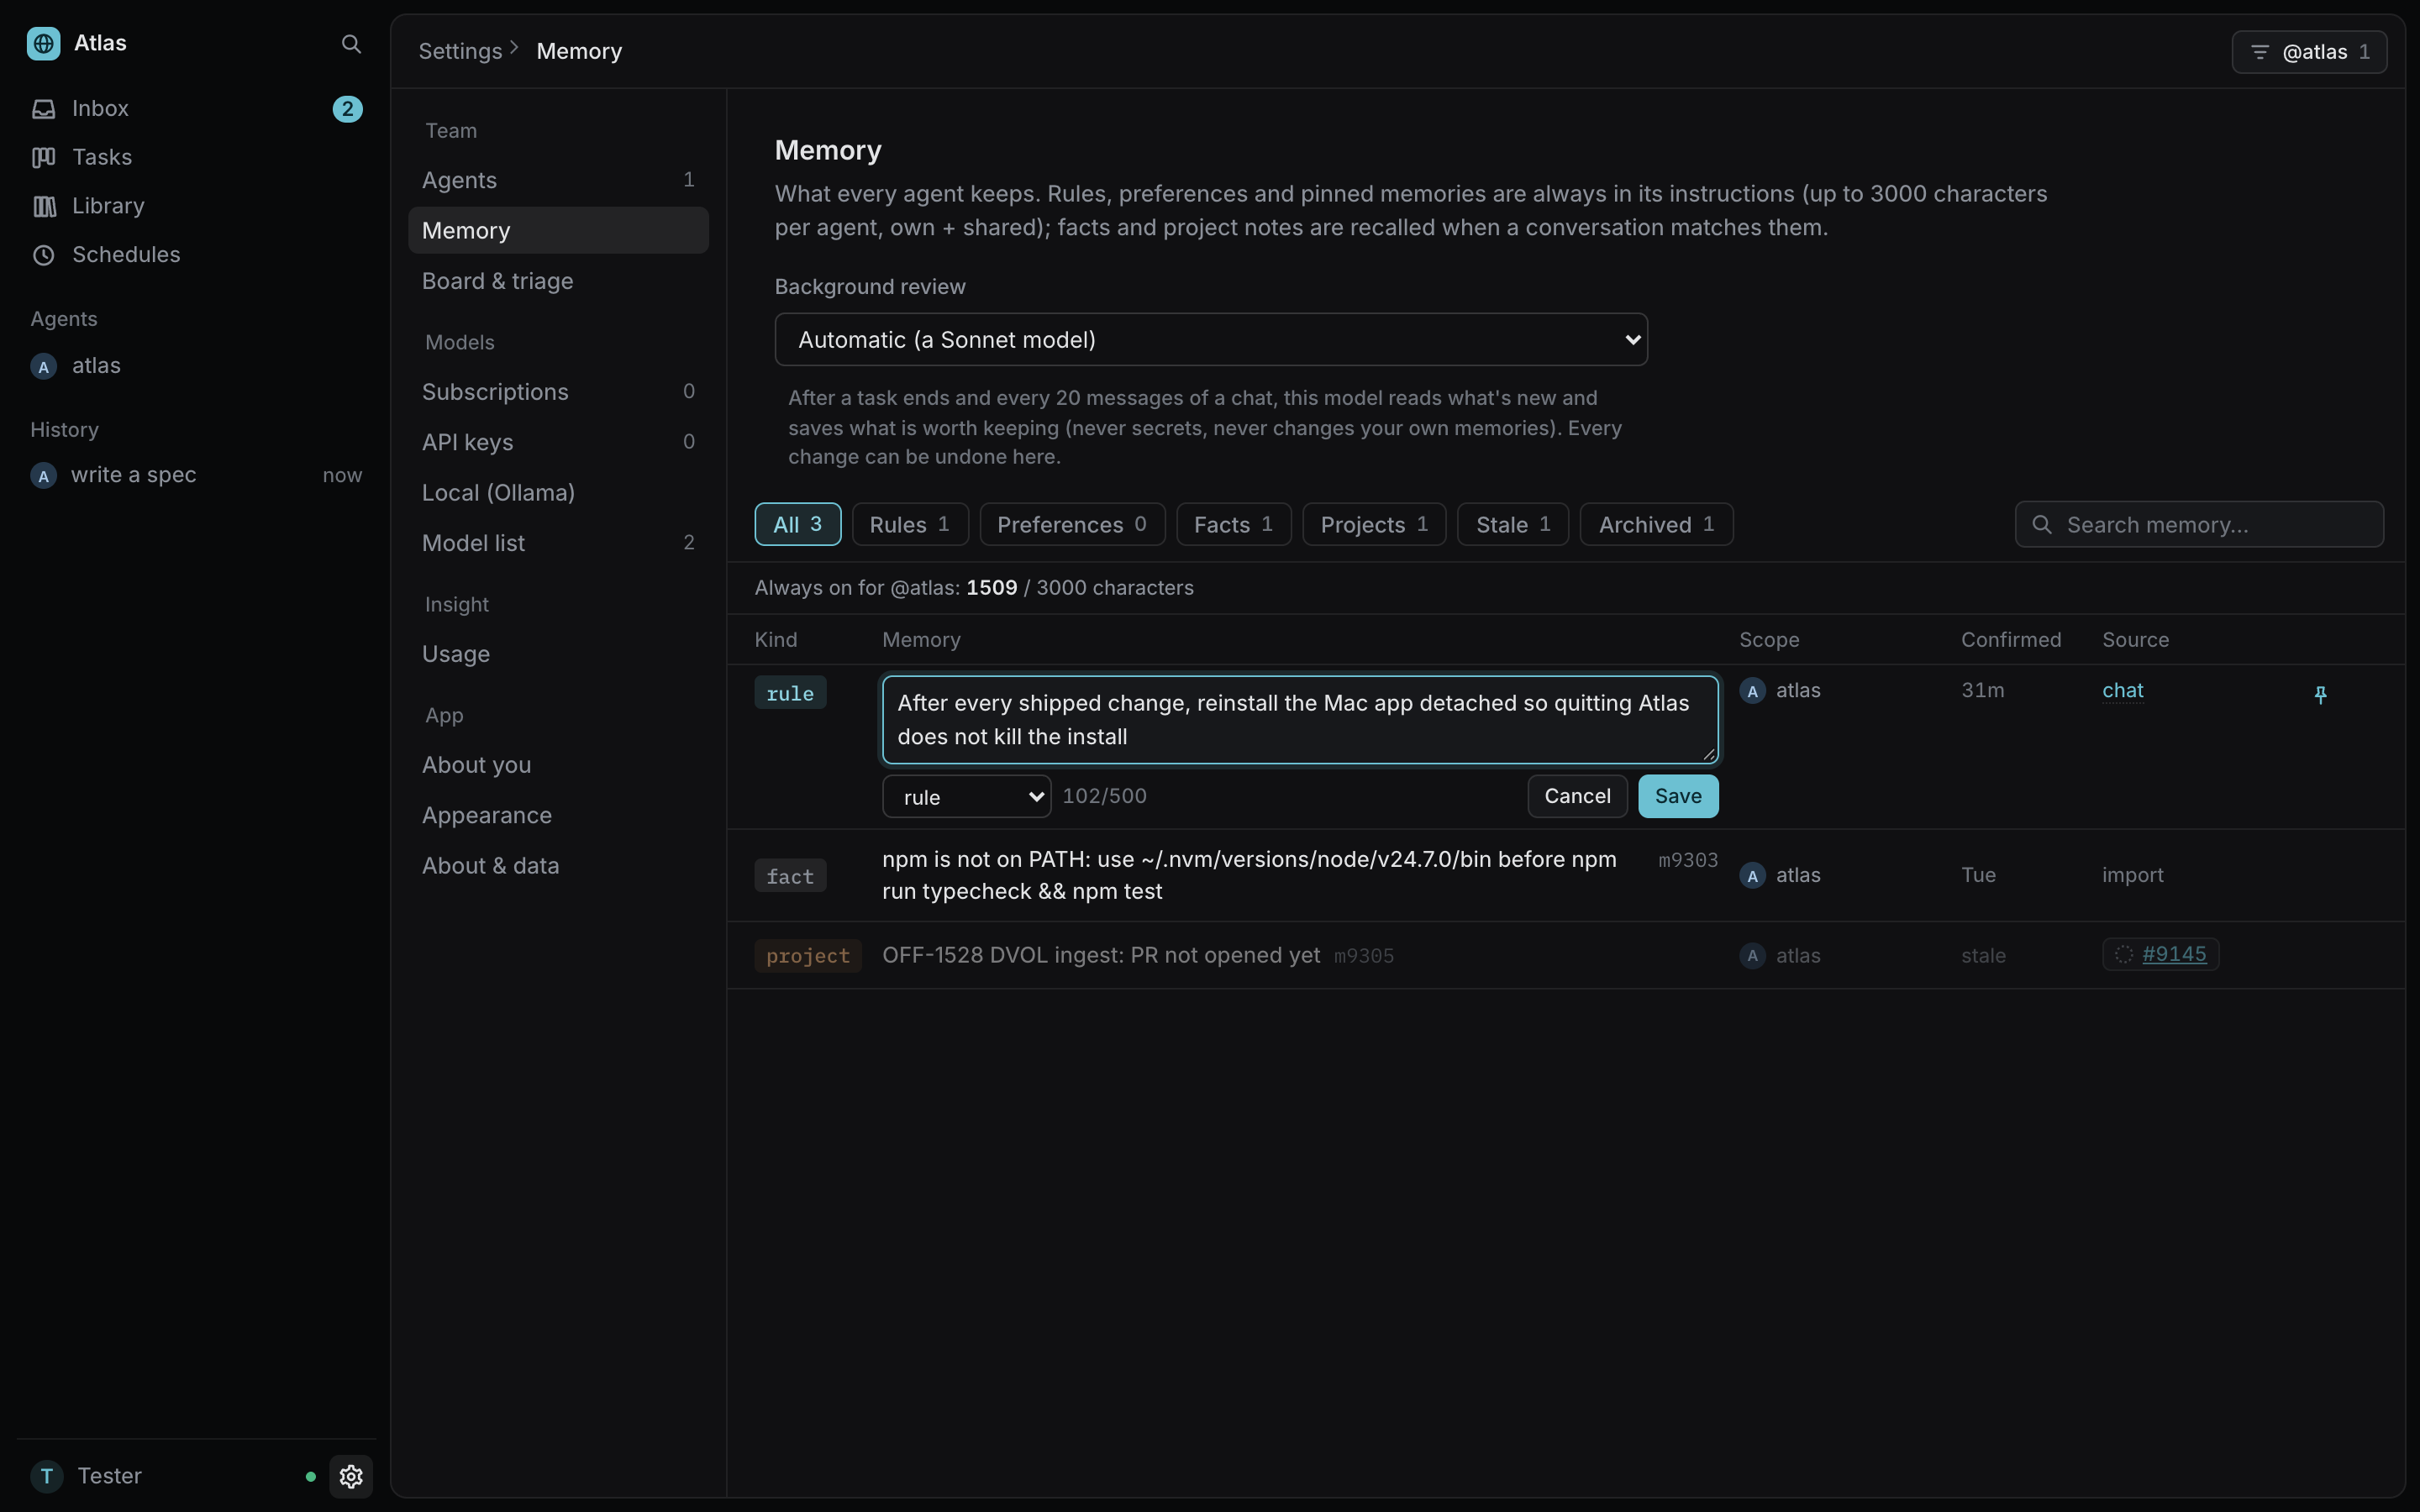 Atlas
Inbox 2
Tasks
Library
Schedules
Agents
A atlas
History
A write a spec now
T Tester
Settings > Memory
@atlas 1
Team
Agents 1
Memory
Board & triage
Models
Subscriptions 0
API keys 0
Local (Ollama)
Model list 2
Insight
Usage
App
About you
Appearance
About & data
Memory
What every agent keeps. Rules, preferences and pinned memories are always in its instructions (up to 3000 characters
per agent, own + shared); facts and project notes are recalled when a conversation matches them.
Background review
Automatic (a Sonnet model)
After a task ends and every 20 messages of a chat, this model reads what's new and
saves what is worth keeping (never secrets, never changes your own memories). Every
change can be undone here.
All 3 Rules 1 Preferences 0 Facts 1 Projects 1 Stale 1 Archived 1 Search memory...
Always on for @atlas: 1509 / 3000 characters
Kind Memory Scope Confirmed Source
rule After every shipped change, reinstall the Mac app detached so quitting Atlas A atlas 31m chat
does not kill the install
rule 102/500 Cancel Save
fact npm is not on PATH: use ~/.nvm/versions/node/v24.7.0/bin before npm m9303 A atlas Tue import
run typecheck && npm test
project OFF-1528 DVOL ingest: PR not opened yet m9305 A atlas stale #9145